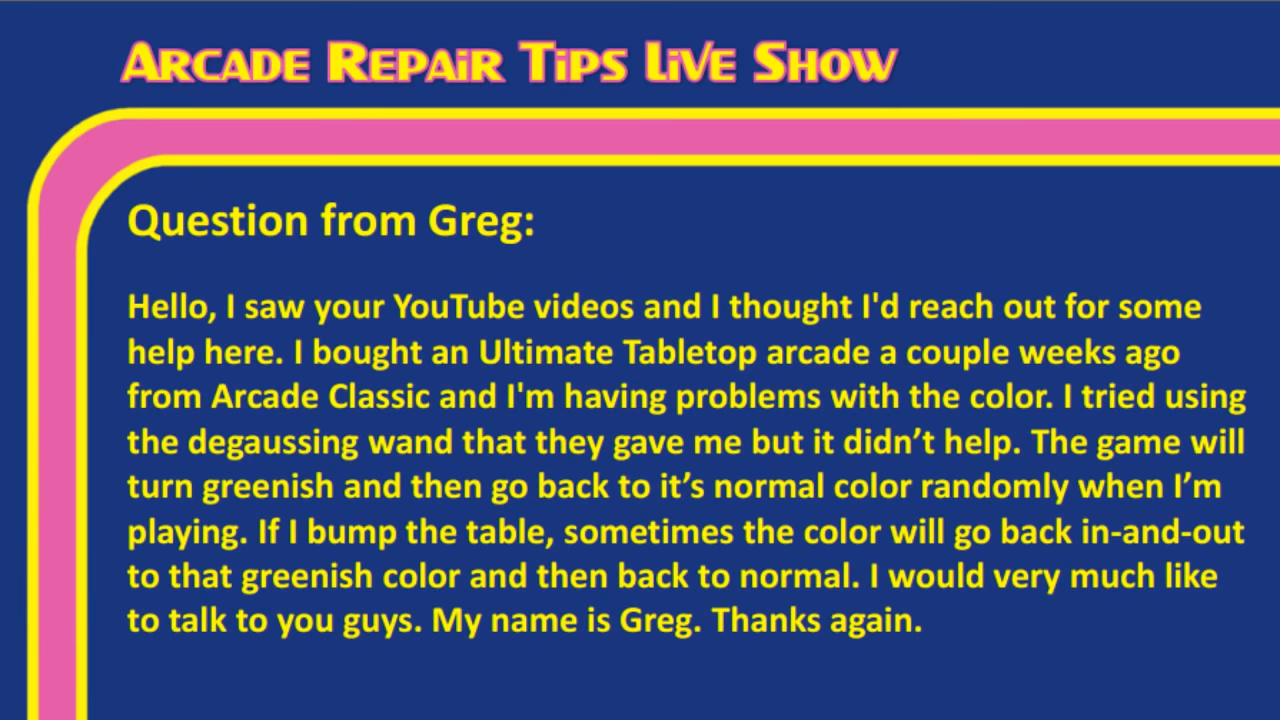 Arcade Repair Tips Live Show
Question from Greg:
Hello, I saw your YouTube videos and I thought I'd reach out for some
help here. I bought an Ultimate Tabletop arcade a couple weeks ago
from Arcade Classic and I'm having problems with the color. I tried using
the degaussing wand that they gave me but it didn’t help. The game will
turn greenish and then go back to it’s normal color randomly when I’m
playing. If I bump the table, sometimes the color will go back in-and-out
to that greenish color and then back to normal. I would very much like
to talk to you guys. My name is Greg. Thanks again.